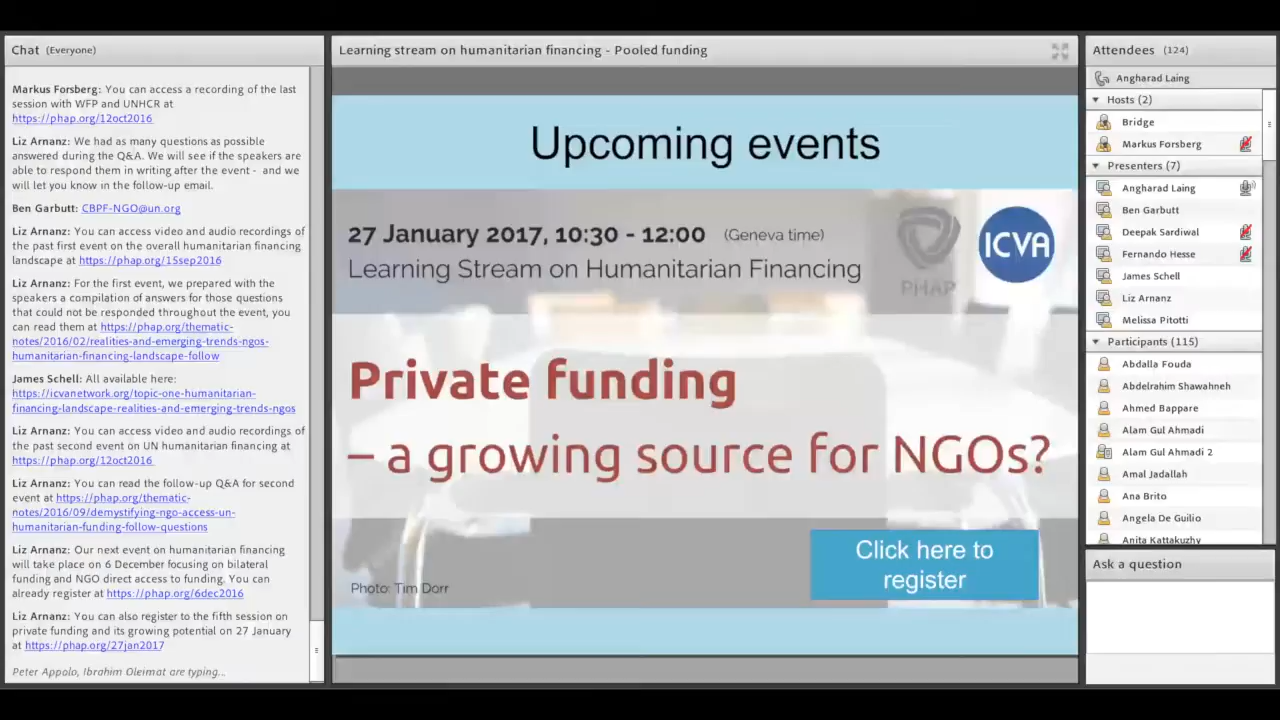 Chat (Everyone)
Markus Forsberg: You can access a recording of the last
session with WFP and UNHCR at
https://phap.org/12oct2016
Liz Arnanz: We had as many questions as possible
answered during the Q&A. We will see if the speakers are
able to respond them in writing after the event - and we
will let you know in the follow-up email.
Ben Garbutt: CBPF-NGO@un.org
Liz Arnanz: You can access video and audio recordings of
the past first event on the overall humanitarian financing
landscape at https://phap.org/15sep2016
Liz Arnanz: For the first event, we prepared with the
speakers a compilation of answers for those questions
that could not be responded throughout the event, you
can read them at https://phap.org/thematic-
notes/2016/02/realities-and-emerging-trends-ngos-
humanitarian-financing-landscape-follow
James Schell: All available here:
https://icvanetwork.org/topic-one-humanitarian-
financing-landscape-realities-and-emerging-trends-ngos
Liz Arnanz: You can access video and audio recordings of
the past second event on UN humanitarian financing at
https://phap.org/12oct2016
Liz Arnanz: You can read the follow-up Q&A for second
event at https://phap.org/thematic-
notes/2016/09/demystifying-ngo-access-un-
humanitarian-funding-follow-questions
Liz Arnanz: Our next event on humanitarian financing
will take place on 6 December focusing on bilateral
funding and NGO direct access to funding. You can
already register at https://phap.org/6dec2016
Liz Arnanz: You can also register to the fifth session on
private funding and its growing potential on 27 January
at https://phap.org/27jan2017
Peter Appolo, Ibrahim Oleimat are typing...
Learning stream on humanitarian financing - Pooled funding
Upcoming events
27 January 2017, 10:30 - 12:00 (Geneva time)
Learning Stream on Humanitarian Financing
PHAP
ICVA
Private funding
– a growing source for NGOs?
Click here to
register
Photo: Tim Dorr
Attendees (124)
Angharad Laing
Hosts (2)
Bridge
Markus Forsberg
Presenters (7)
Angharad Laing
Ben Garbutt
Deepak Sardiwal
Fernando Hesse
James Schell
Liz Arnanz
Melissa Pitotti
Participants (115)
Abdalla Fouda
Abdelrahim Shawahneh
Ahmed Bappare
Alam Gul Ahmadi
Alam Gul Ahmadi 2
Amal Jadallah
Ana Brito
Angela De Guilio
Anita Kattakuzhy
Ask a question